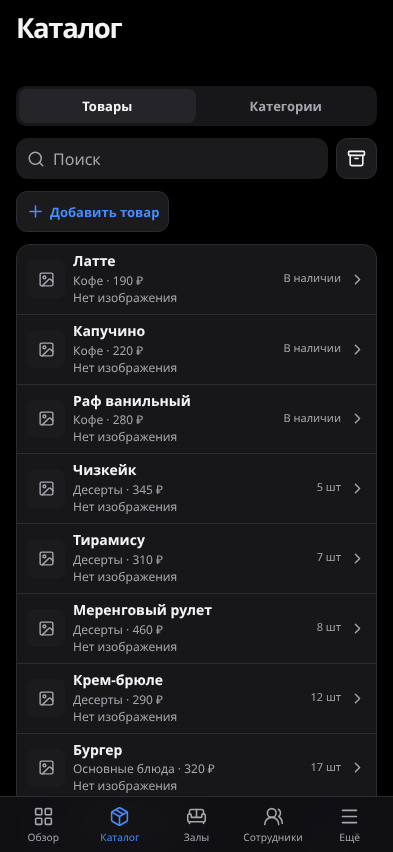 Каталог
Товары
Категории
Поиск
Добавить товар
Латте
Кофе · 190 ₽
Нет изображения
В наличии
Капучино
Кофе · 220 ₽
Нет изображения
В наличии
Раф ванильный
Кофе · 280 ₽
Нет изображения
В наличии
Чизкейк
Десерты · 345 ₽
Нет изображения
5 шт
Тирамису
Десерты · 310 ₽
Нет изображения
7 шт
Меренговый рулет
Десерты · 460 ₽
Нет изображения
8 шт
Крем-брюле
Десерты · 290 ₽
Нет изображения
12 шт
Бургер
Основные блюда · 320 ₽
Нет изображения
17 шт
Обзор
Каталог
Залы
Сотрудники
Ещё